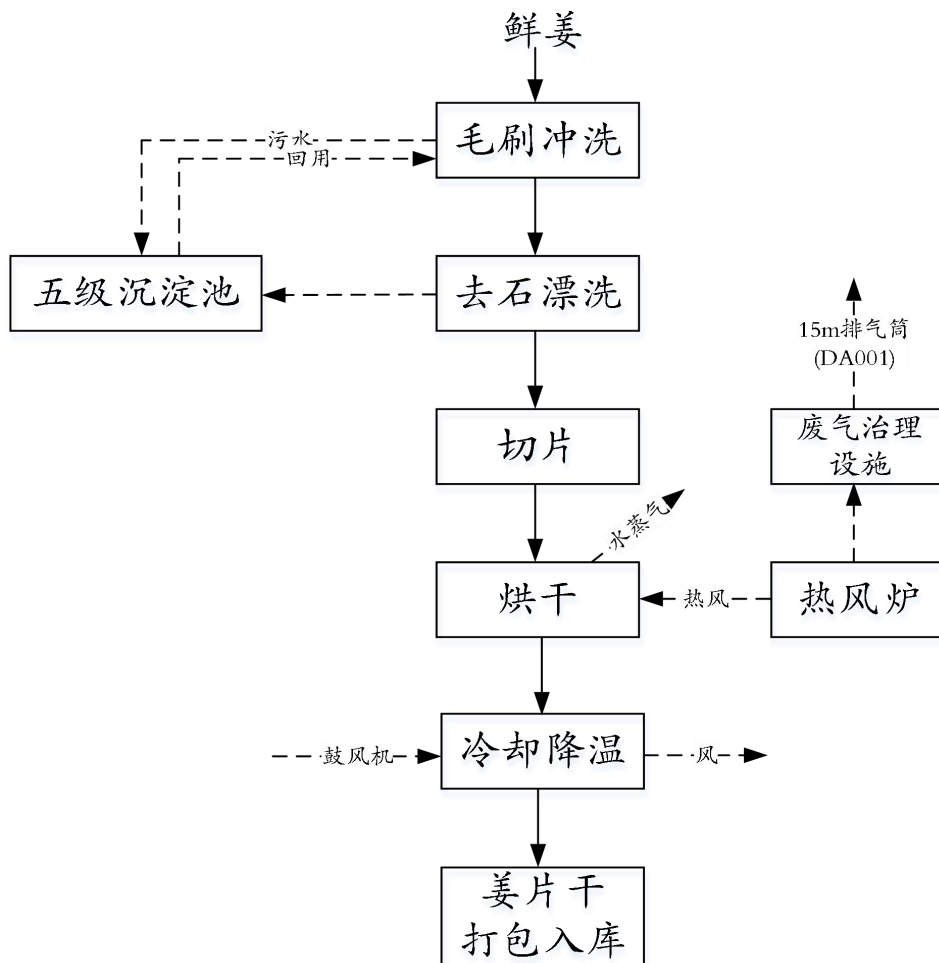 鲜姜
毛刷冲洗
污水
回用
五级沉淀池
去石漂洗
15m排气筒
(DA001)
切片
废气治理
设施
水蒸气
烘干
热风
热风炉
鼓风机
冷却降温
风
姜片干
打包入库